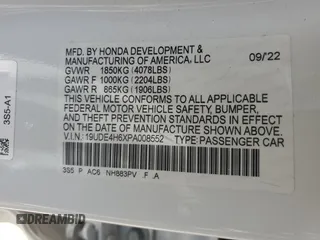 MFD. BY HONDA DEVELOPMENT &
MANUFACTURING OF AMERICA, LLC 09/22
GVWR 1850KG (4078LBS)
GAWR F 1000KG (2204LBS)
GAWR R 865KG (1906LBS)
THIS VEHICLE CONFORMS TO ALL APPLICABLE
FEDERAL MOTOR VEHICLE SAFETY, BUMPER,
AND THEFT PREVENTION STANDARDS IN EFFECT
ON THE DATE OF MANUFACTURE SHOWN ABOVE.
19UDE4H6XPA008552 TYPE:PASSENGER CAR
3S5 P AC6 NH883PV F A
3S5-A1